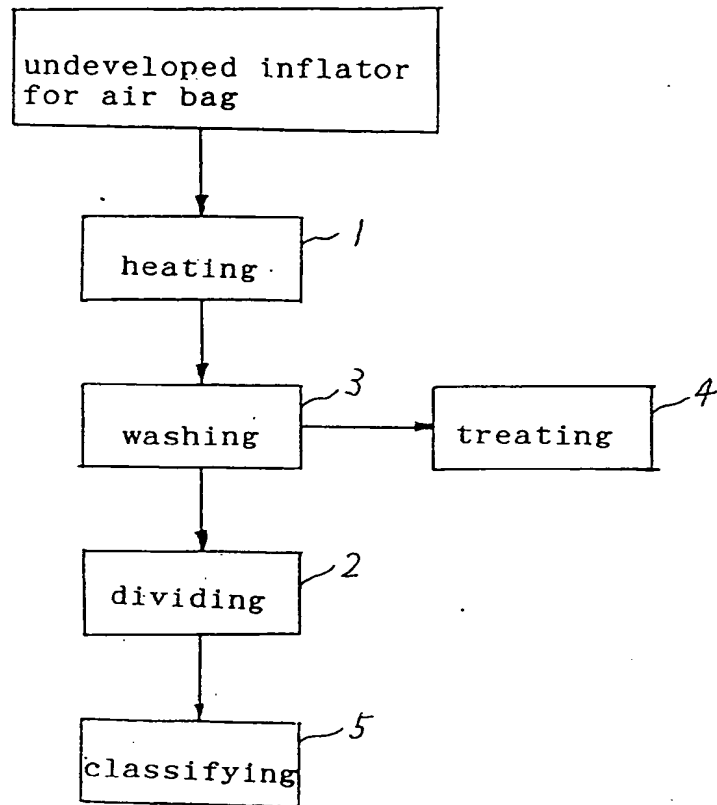 undeveloped inflator
for air bag
1
heating
3
washing
4
treating
2
dividing
5
classifying